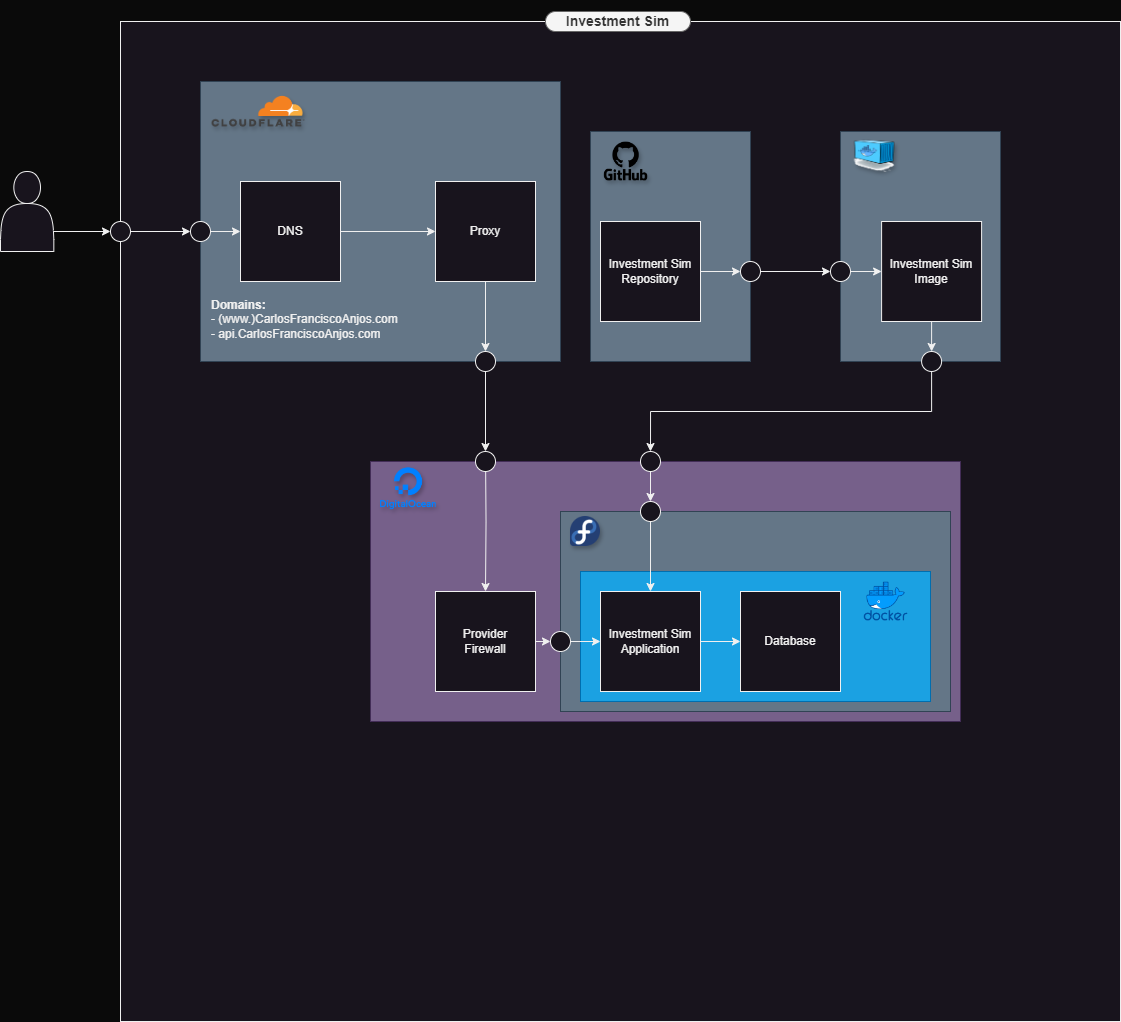 Investment Sim
CLOUDFLARE
DNS
Proxy
Domains:
- (www.)CarlosFranciscoAnjos.com
- api.CarlosFranciscoAnjos.com
GitHub
Investment Sim
Repository
Investment Sim
Image
Provider
Firewall
Investment Sim
Application
Database
docker